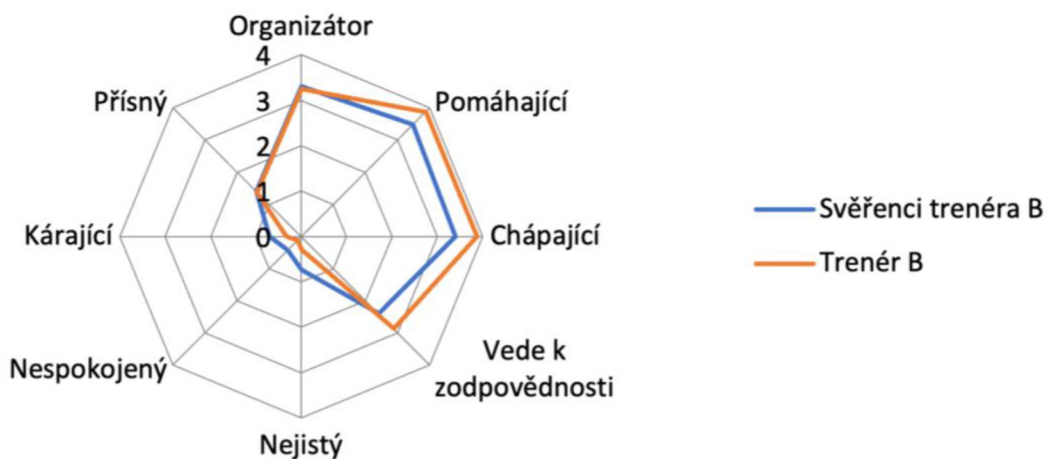 Organizátor
4
Přísný
Pomáhající
3
2
1
Kárající
0
Chápající
Svěřenci trenéra B
Trenér B
Vede k
zodpovědnosti
Nespokojený
Nejistý